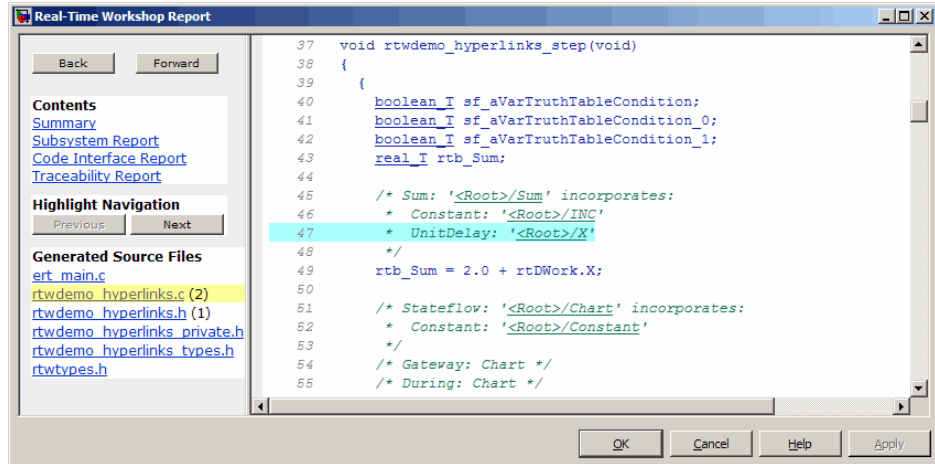 Real-Time Workshop Report
Back Forward
Contents
Summary
Subsystem Report
Code Interface Report
Traceability Report
Highlight Navigation
Previous Next
Generated Source Files
ert_main.c
rtwdemo_hyperlinks.c (2)
rtwdemo_hyperlinks.h (1)
rtwdemo_hyperlinks_private.h
rtwdemo_hyperlinks_types.h
rtwtypes.h
37 void rtwdemo_hyperlinks_step(void)
38 {
39 {
40 boolean_T sf_aVarTruthTableCondition;
41 boolean_T sf_aVarTruthTableCondition_0;
42 boolean_T sf_aVarTruthTableCondition_1;
43 real_T rtb_Sum;
44
45 /* Sum: '<Root>/Sum' incorporates:
46 * Constant: '<Root>/INC'
47 * UnitDelay: '<Root>/X'
48 */
49 rtb_Sum = 2.0 + rtDWork.X;
50
51 /* Stateflow: '<Root>/Chart' incorporates:
52 * Constant: '<Root>/Constant'
53 */
54 /* Gateway: Chart */
55 /* During: Chart */
OK Cancel Help Apply